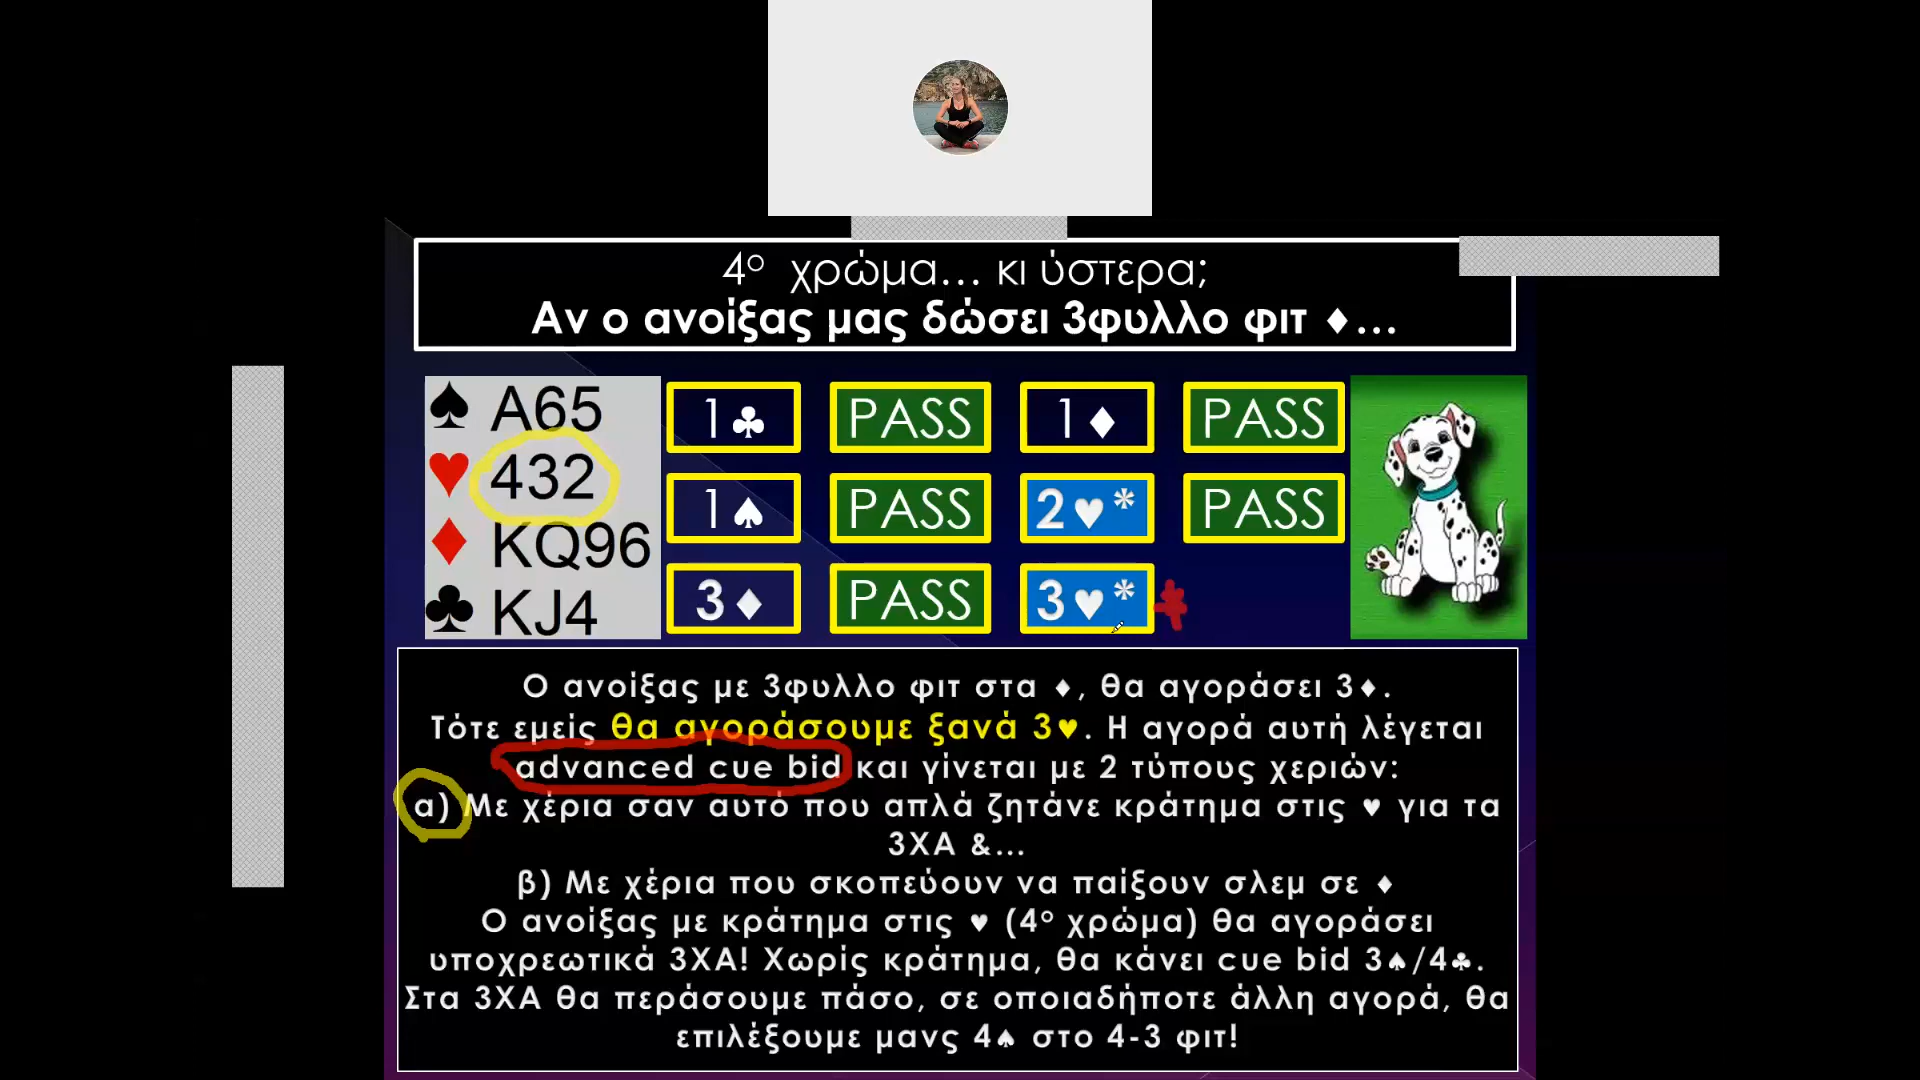 4ο χρώμα... κι ύστερα;
Αν ο ανοίξας μας δώσει 3φυλλο φιτ ♦...
♠ A65
♥ 432
♦ KQ96
♣ KJ4
1♣ PASS 1♦ PASS
1♠ PASS 2♥* PASS
3♦ PASS 3♥*
Ο ανοίξας με 3φυλλο φιτ στα ♦, θα αγοράσει 3♦.
Τότε εμείς θα αγοράσουμε ξανά 3♥. Η αγορά αυτή λέγεται
advanced cue bid και γίνεται με 2 τύπους χεριών:
α) Με χέρια σαν αυτό που απλά ζητάνε κράτημα στις ♥ για τα
3ΧΑ &...
β) Με χέρια που σκοπεύουν να παίξουν σλεμ σε ♦
Ο ανοίξας με κράτημα στις ♥ (4ο χρώμα) θα αγοράσει
υποχρεωτικά 3ΧΑ! Χωρίς κράτημα, θα κάνει cue bid 3♠/4♣.
Στα 3ΧΑ θα περάσουμε πάσο, σε οποιαδήποτε άλλη αγορά, θα
επιλέξουμε μανς 4♠ στο 4-3 φιτ!